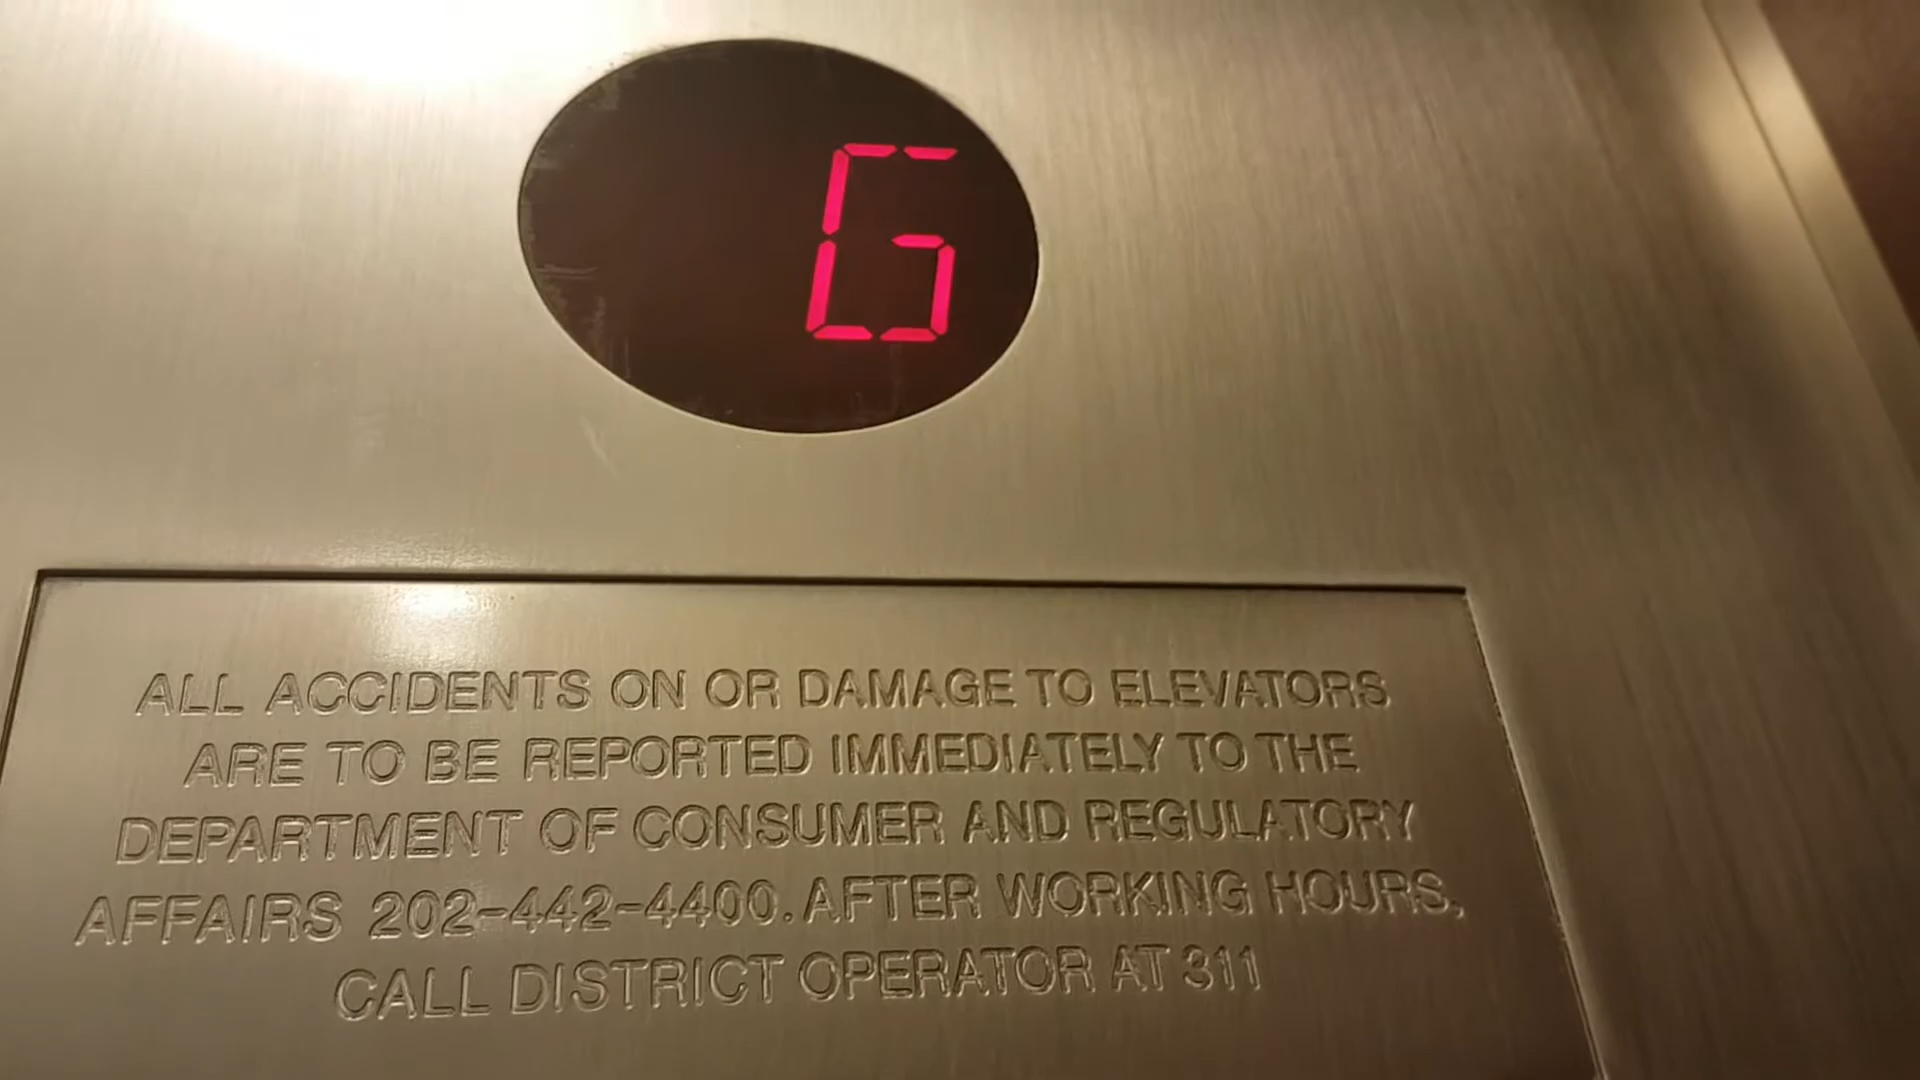 G
ALL ACCIDENTS ON OR DAMAGE TO ELEVATORS
ARE TO BE REPORTED IMMEDIATELY TO THE
DEPARTMENT OF CONSUMER AND REGULATORY
AFFAIRS 202-442-4400. AFTER WORKING HOURS,
CALL DISTRICT OPERATOR AT 311